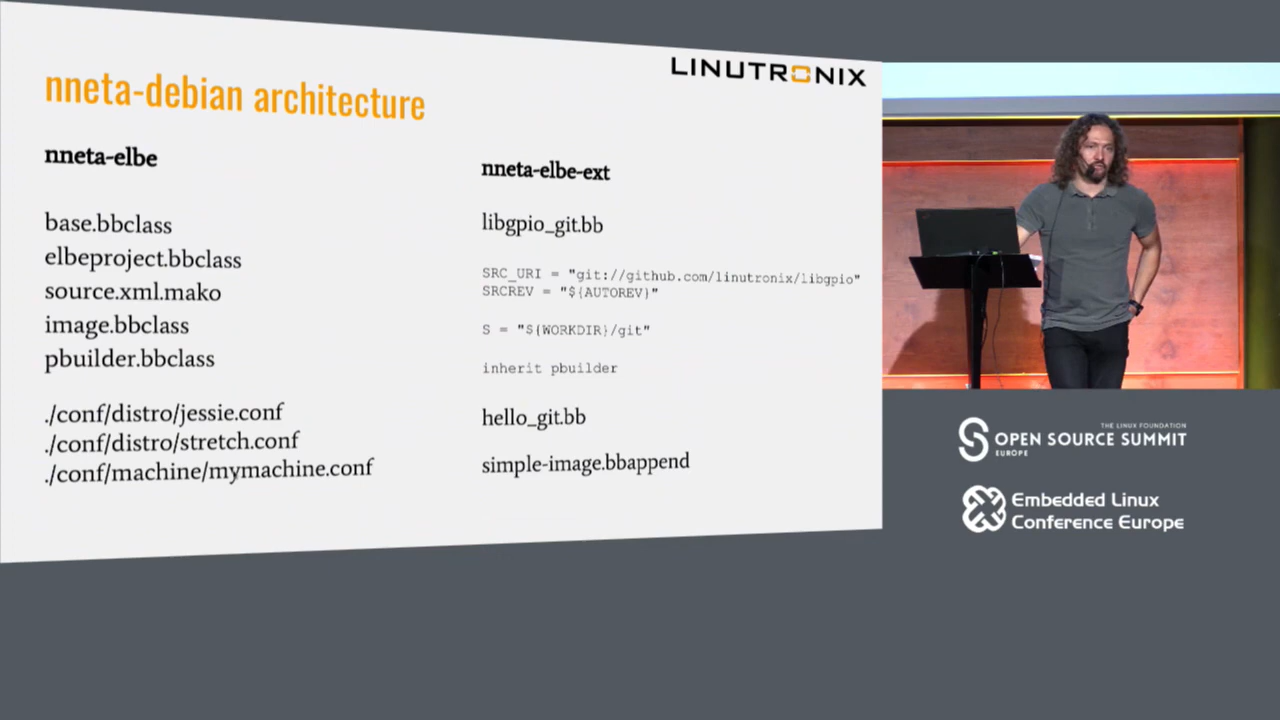 LINUTRONIX
nneta-debian architecture
nneta-elbe
base.bbclass
elbeproject.bbclass
source.xml.mako
image.bbclass
pbuilder.bbclass
./conf/distro/jessie.conf
./conf/distro/stretch.conf
./conf/machine/mymachine.conf
nneta-elbe-ext
libgpio_git.bb
SRC_URI = "git://github.com/linutronix/libgpio"
SRCREV = "${AUTOREV}"
S = "${WORKDIR}/git"
inherit pbuilder
hello_git.bb
simple-image.bbappend
THE LINUX FOUNDATION
OPEN SOURCE SUMMIT
EUROPE
Embedded Linux
Conference Europe